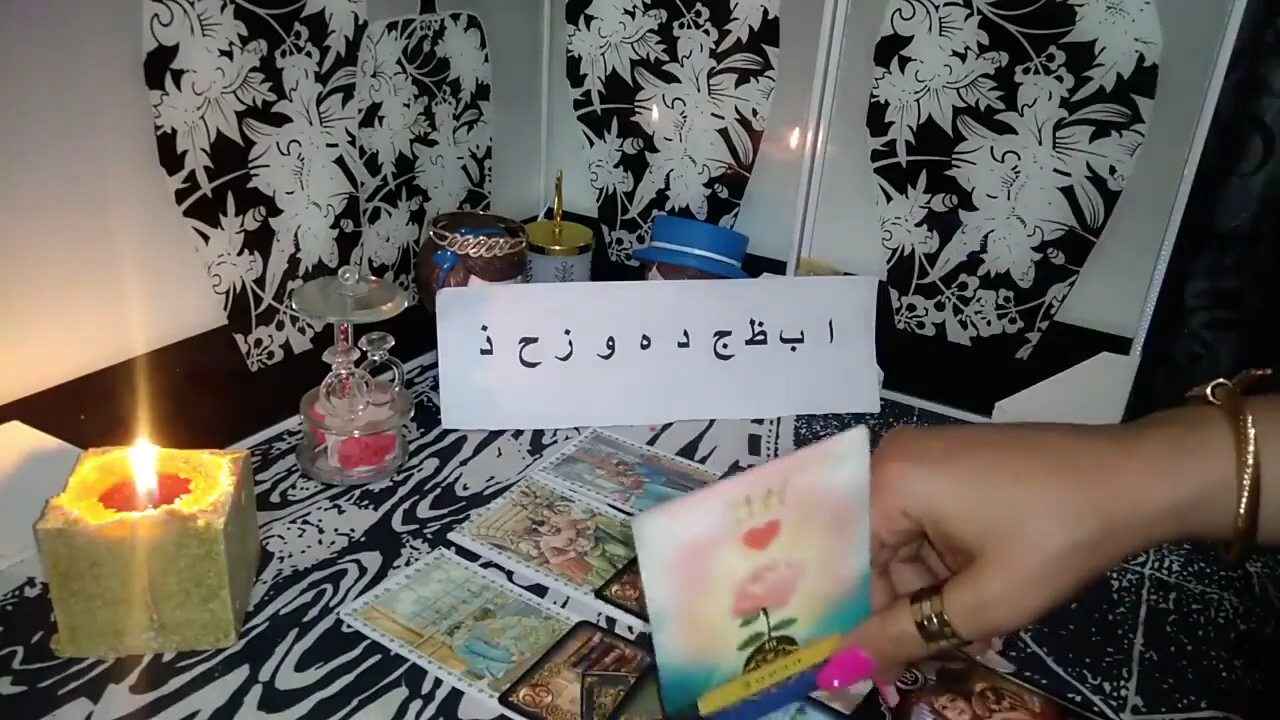 ا ب ظ ج د ه و ز ح ذ